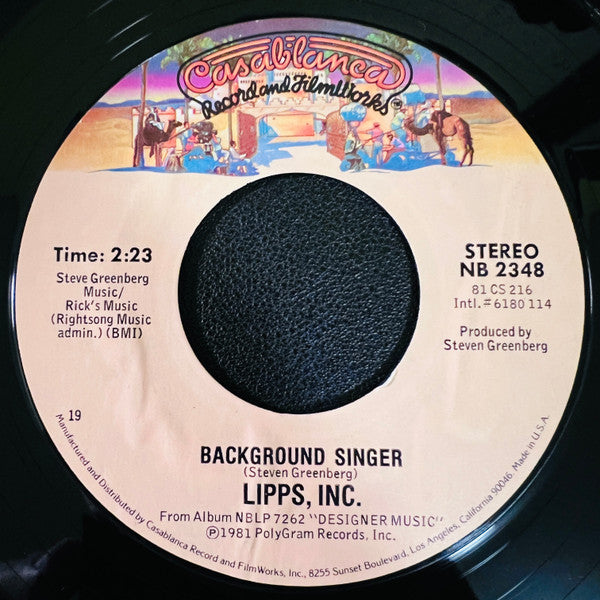 Casablanca
Record and FilmWorks
Time: 2:23
Steve Greenberg
Music/
Rick's Music
(Rightsong Music
admin.) (BMI)
STEREO
NB 2348
81 CS 216
Intl. #6180 114
Produced by
Steven Greenberg
19
BACKGROUND SINGER
(Steven Greenberg)
LIPPS, INC.
From Album NBLP 7262 "DESIGNER MUSIC"
Ⓟ1981 PolyGram Records, Inc.
Manufactured and Distributed by Casablanca Record and FilmWorks, Inc., 8255 Sunset Boulevard, Los Angeles, California 90046. Made in U.S.A.